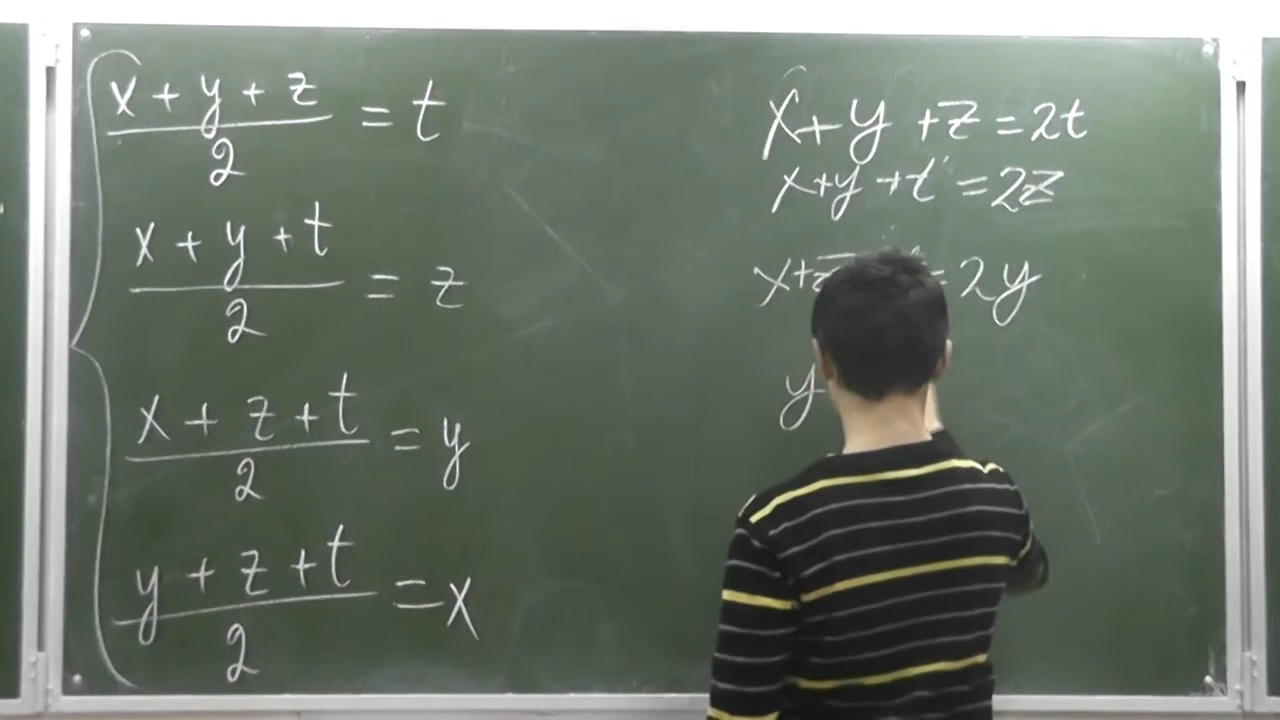 x + y + z
2
= t
x + y + t
2
= z
x + z + t
2
= y
y + z + t
2
= x
x + y + z = 2t
x + y + t = 2z
x + z = 2y
y